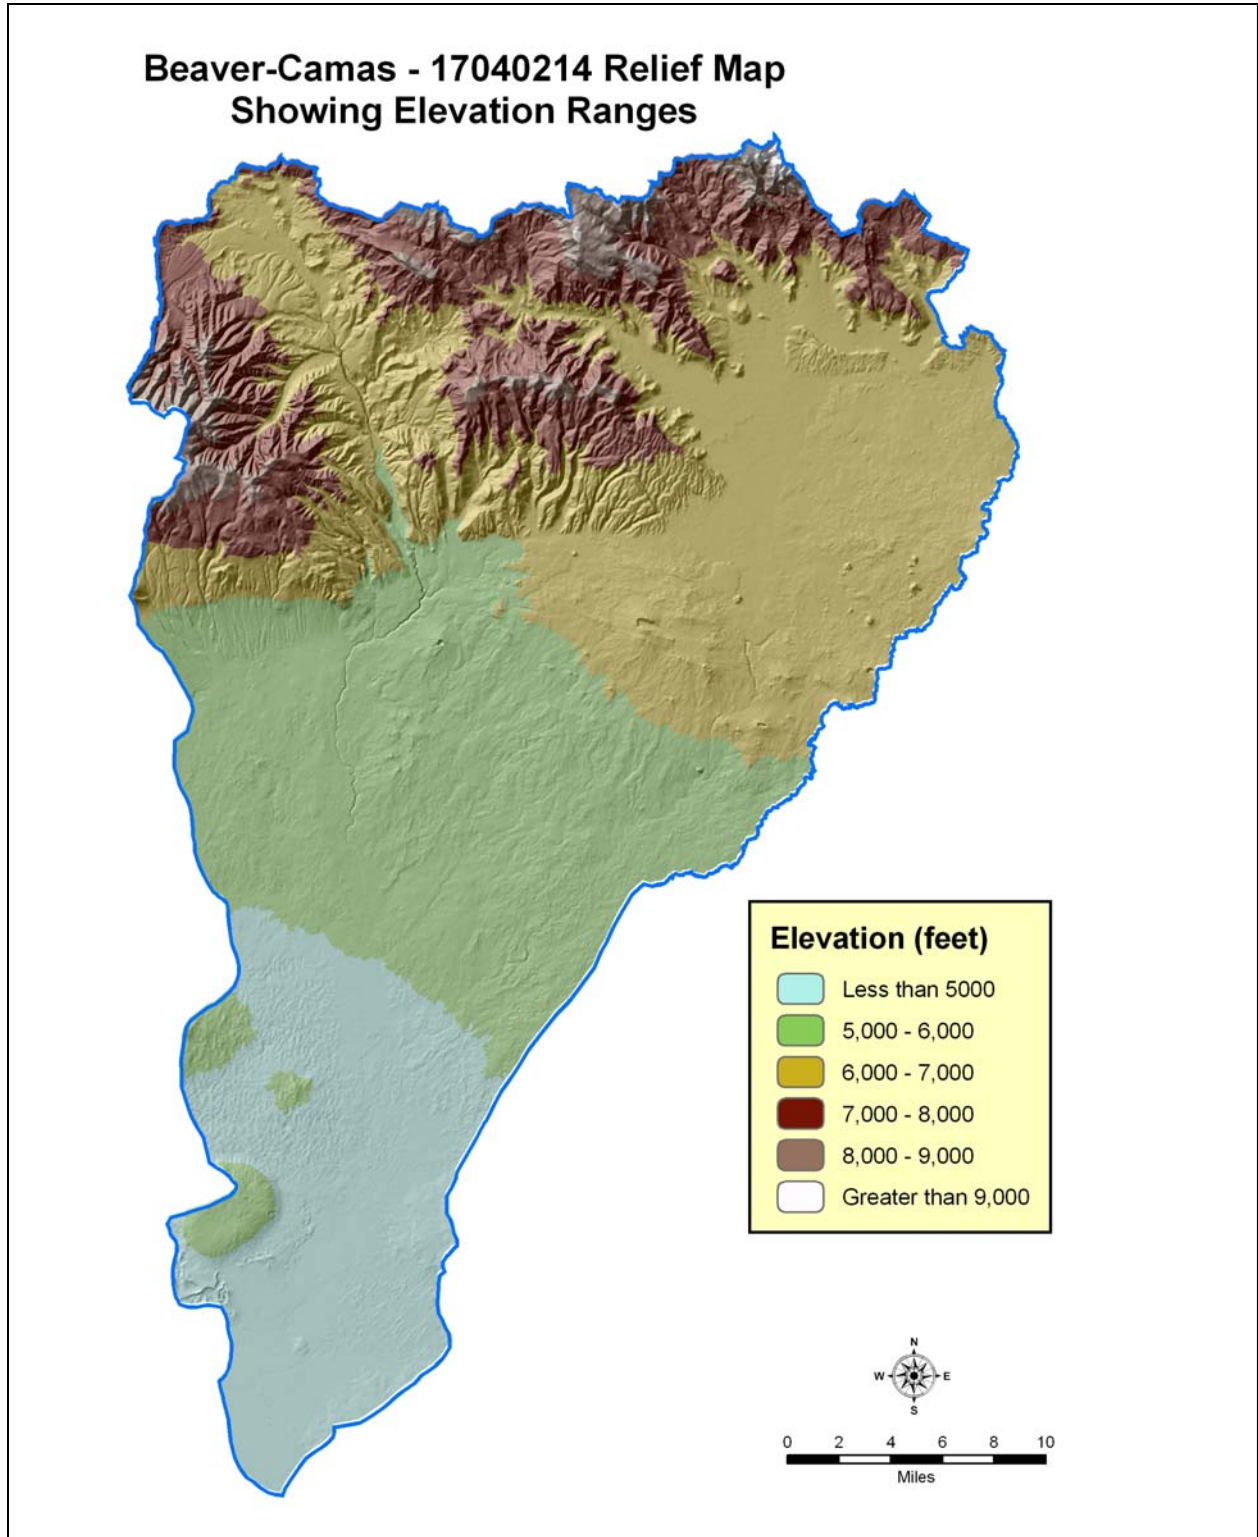 Beaver-Camas - 17040214 Relief Map
Showing Elevation Ranges
Elevation (feet)
Less than 5000
5,000 - 6,000
6,000 - 7,000
7,000 - 8,000
8,000 - 9,000
Greater than 9,000
N
W E
S
0 2 4 6 8 10
Miles